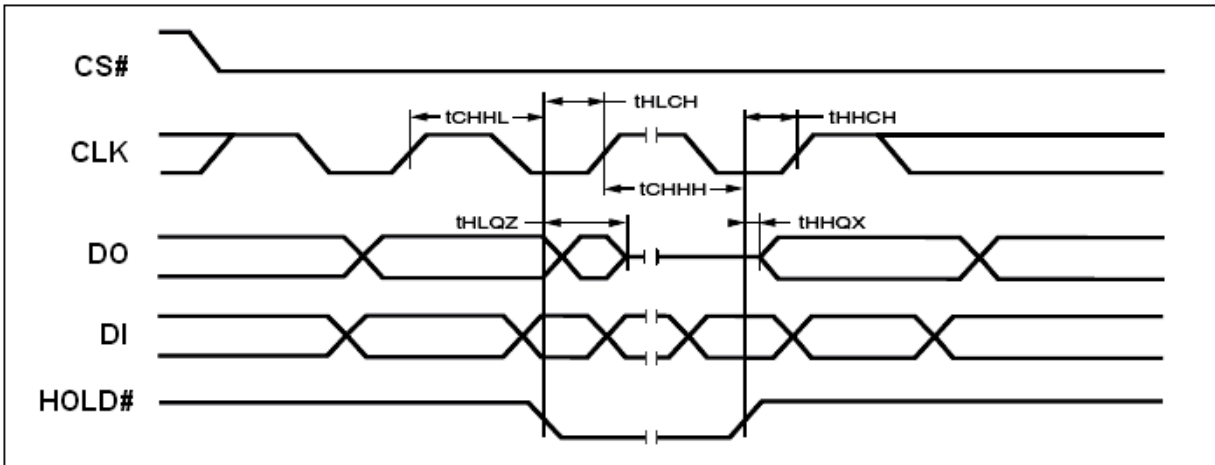 CS#
tHLCH
tCHHL
tHHCH
CLK
tCHHH
tHLQZ
tHHQX
DO
DI
HOLD#